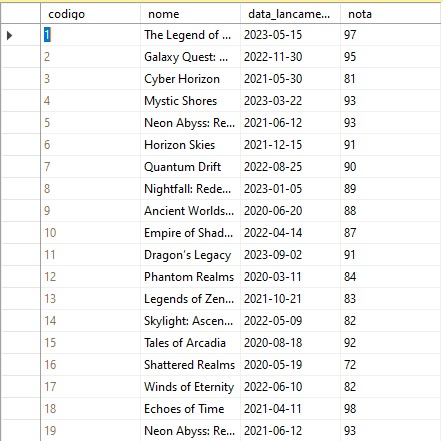 codigo nome data_lancame... nota
1 The Legend of ... 2023-05-15 97
2 Galaxy Quest: ... 2022-11-30 95
3 Cyber Horizon 2021-05-30 81
4 Mystic Shores 2023-03-22 93
5 Neon Abyss: Re... 2021-06-12 93
6 Horizon Skies 2021-12-15 91
7 Quantum Drift 2022-08-25 90
8 Nightfall: Rede... 2023-01-05 89
9 Ancient Worlds... 2020-06-20 88
10 Empire of Shad... 2022-04-14 87
11 Dragon's Legacy 2023-09-02 91
12 Phantom Realms 2020-03-11 84
13 Legends of Zen... 2021-10-21 83
14 Skylight: Ascen... 2022-05-09 82
15 Tales of Arcadia 2020-08-18 92
16 Shattered Realms 2020-05-19 72
17 Winds of Eternity 2022-06-10 82
18 Echoes of Time 2021-04-11 98
19 Neon Abyss: Re... 2021-06-12 93